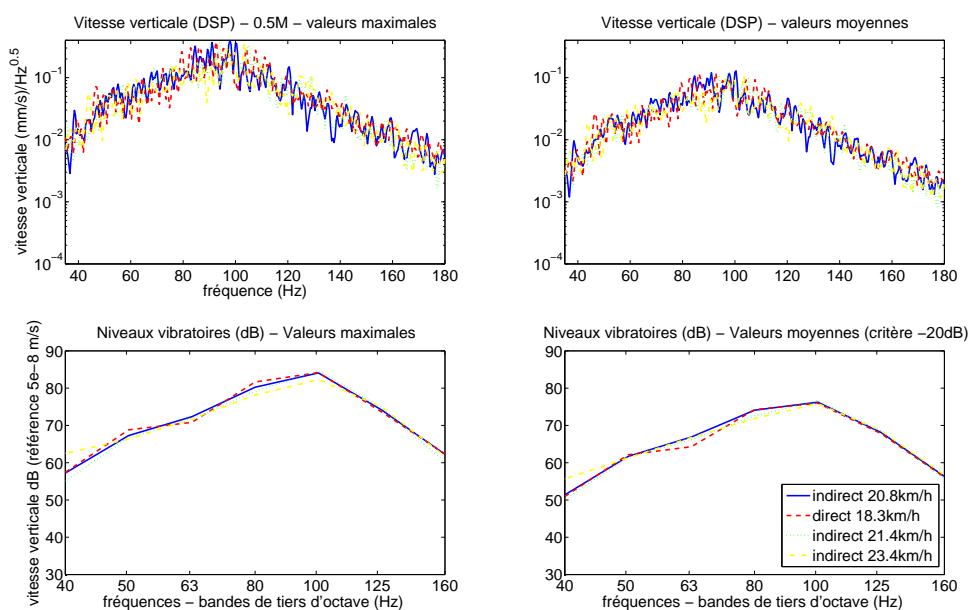 Vitesse verticale (DSP) − 0.5M − valeurs maximales
vitesse verticale (mm/s)/Hz^0.5
10^−1
10^−2
10^−3
10^−4
40 60 80 100 120 140 160 180
fréquence (Hz)
Vitesse verticale (DSP) − valeurs moyennes
10^−1
10^−2
10^−3
10^−4
40 60 80 100 120 140 160 180
Niveaux vibratoires (dB) − Valeurs maximales
vitesse verticale dB (référence 5e−8 m/s)
90
80
70
60
50
40
30
40 50 63 80 100 125 160
fréquences − bandes de tiers d'octave (Hz)
Niveaux vibratoires (dB) − Valeurs moyennes (critère −20dB)
90
80
70
60
50
40
30
indirect 20.8km/h
direct 18.3km/h
indirect 21.4km/h
indirect 23.4km/h
40 50 63 80 100 125 160
fréquences − bandes de tiers d'octave (Hz)